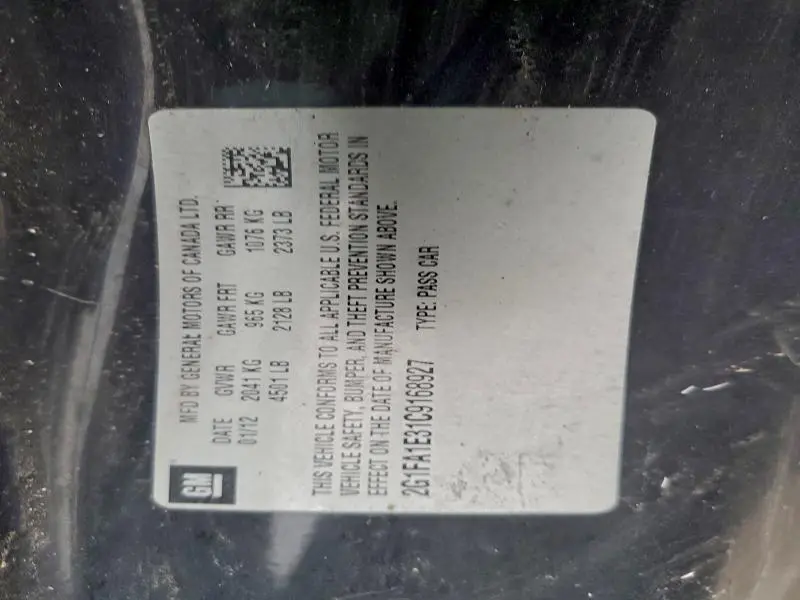 GM
MFD BY GENERAL MOTORS OF CANADA LTD.
DATE GVWR GAWR FRT GAWR RR
01/12 2041 KG 965 KG 1076 KG
4501 LB 2128 LB 2373 LB
THIS VEHICLE CONFORMS TO ALL APPLICABLE U.S. FEDERAL MOTOR
VEHICLE SAFETY, BUMPER, AND THEFT PREVENTION STANDARDS IN
EFFECT ON THE DATE OF MANUFACTURE SHOWN ABOVE.
2G1FA1E31C9168927 TYPE: PASS CAR